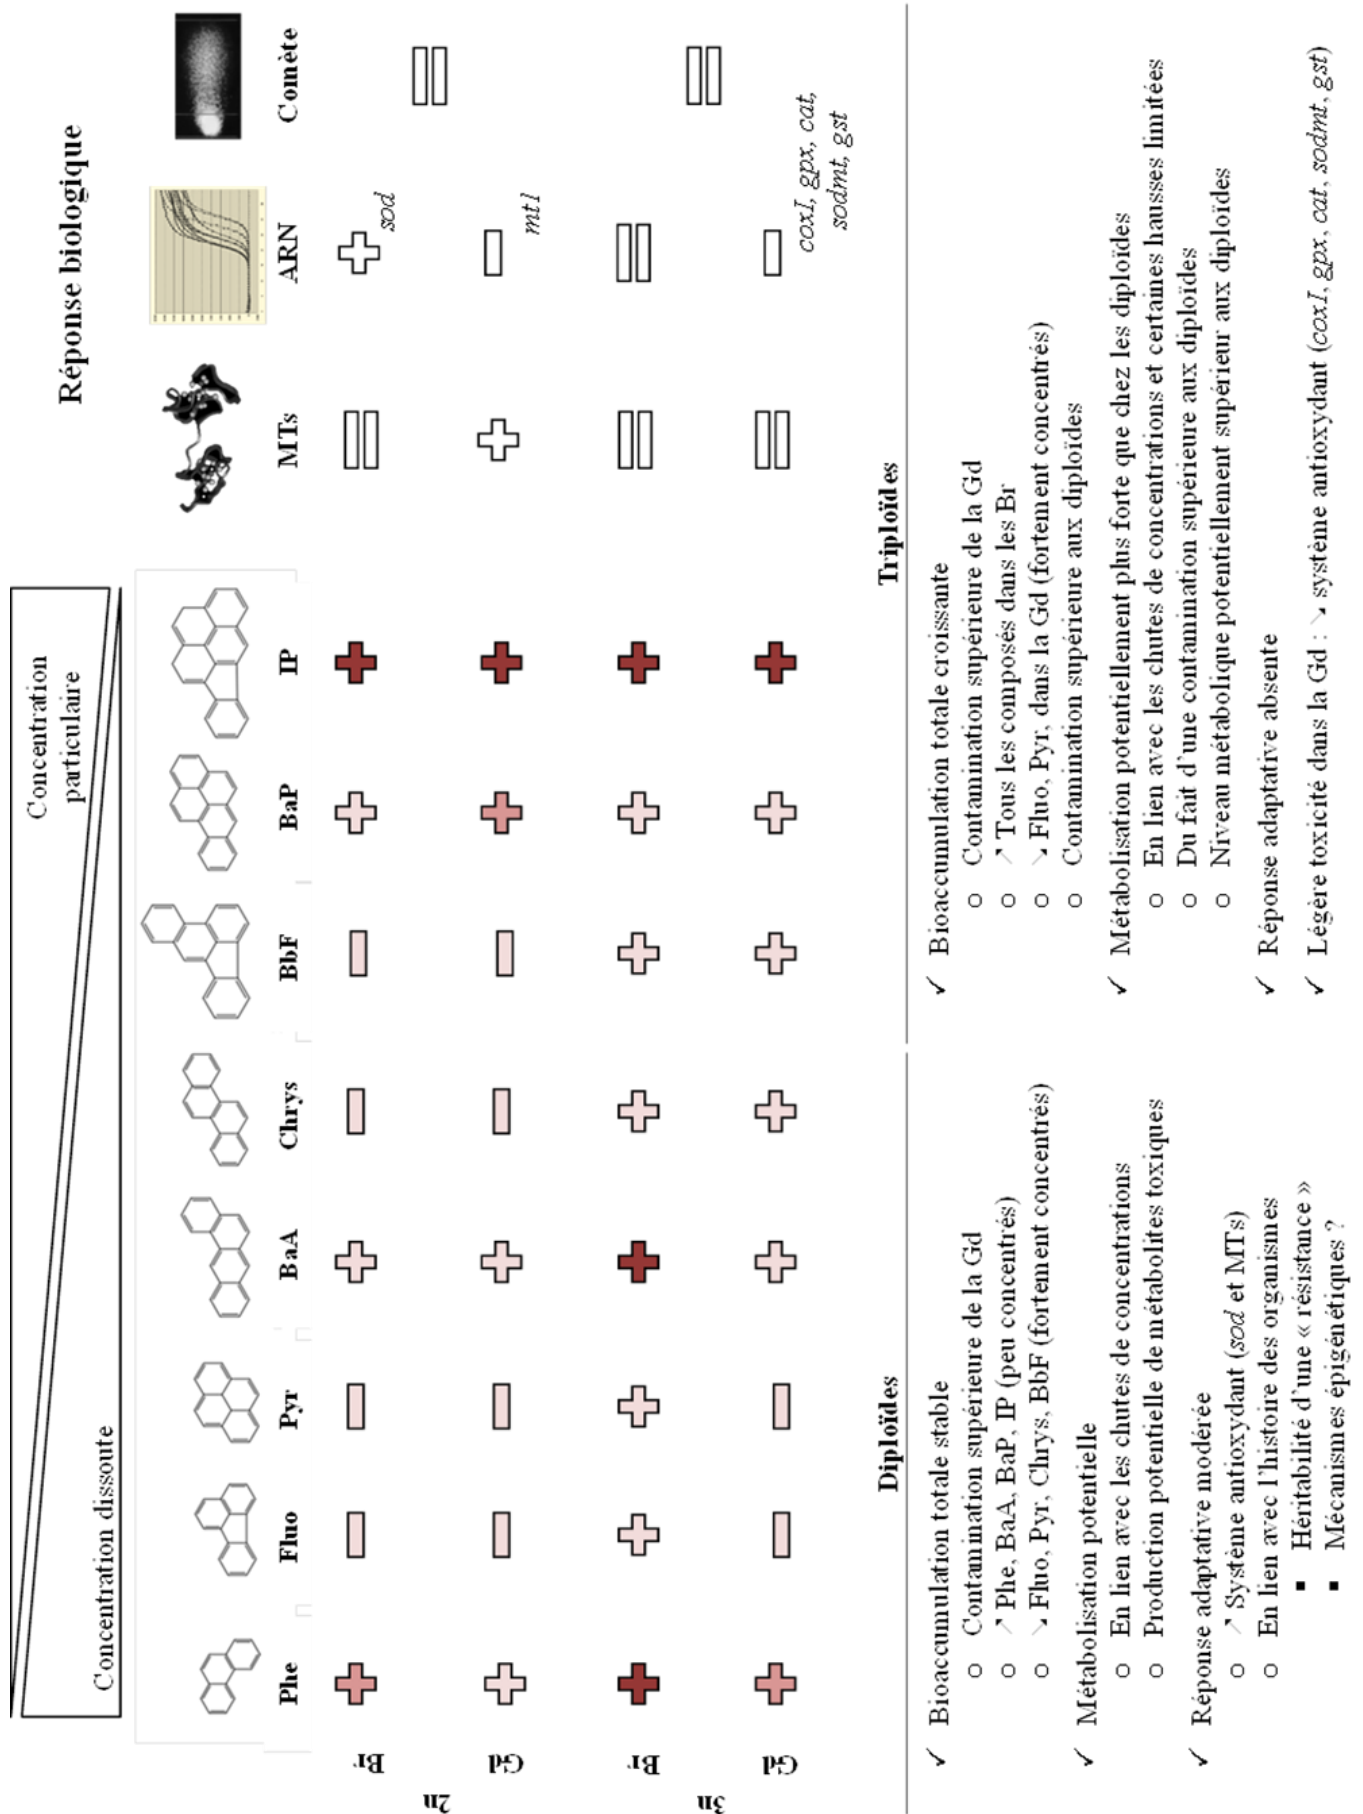 Concentration dissoute
Concentration
particulaire
Réponse biologique
Phe Fluo Pyr BaA Chrys BbF BaP IP MTs ARN Comète
2n
Br
sod
Gd
mt1
3n
Br
Gd
coxI, gpx, cat,
sodmt, gst
Diploïdes
✓ Bioaccumulation totale stable
o Contamination supérieure de la Gd
o ↗ Phe, BaA, BaP, IP (peu concentrés)
o ↘ Fluo, Pyr, Chrys, BbF (fortement concentrés)
✓ Métabolisation potentielle
o En lien avec les chutes de concentrations
o Production potentielle de métabolites toxiques
✓ Réponse adaptative modérée
o ↗ Système antioxydant (sod et MTs)
o En lien avec l'histoire des organismes
▪ Héritabilité d'une « résistance »
▪ Mécanismes épigénétiques ?
Triploïdes
✓ Bioaccumulation totale croissante
o Contamination supérieure de la Gd
o ↗ Tous les composés dans les Br
o ↘ Fluo, Pyr, dans la Gd (fortement concentrés)
o Contamination supérieure aux diploïdes
✓ Métabolisation potentiellement plus forte que chez les diploïdes
o En lien avec les chutes de concentrations et certaines hausses limitées
o Du fait d'une contamination supérieure aux diploïdes
o Niveau métabolique potentiellement supérieur aux diploïdes
✓ Réponse adaptative absente
✓ Légère toxicité dans la Gd : ↘ système antioxydant (coxI, gpx, cat, sodmt, gst)